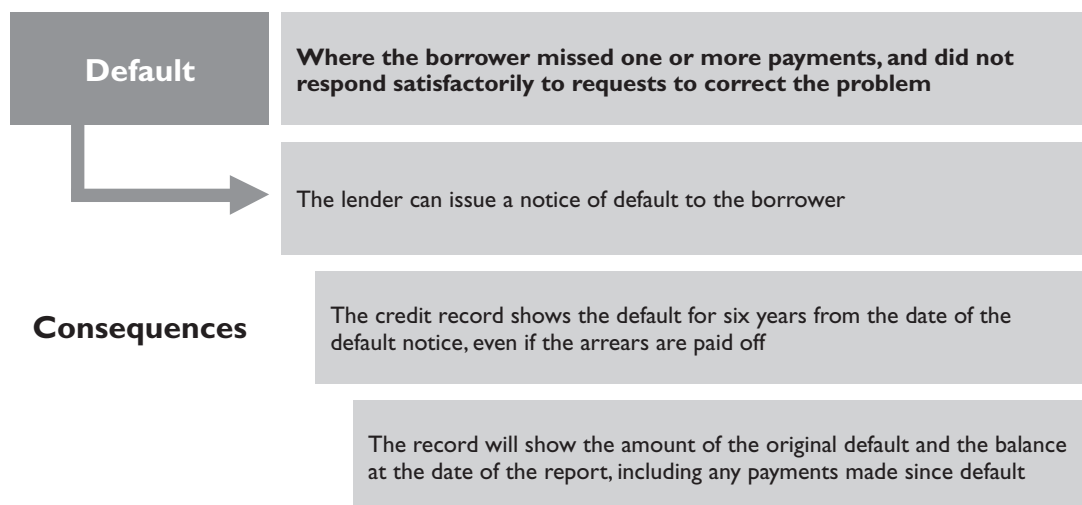 Default
Where the borrower missed one or more payments, and did not
respond satisfactorily to requests to correct the problem
The lender can issue a notice of default to the borrower
Consequences
The credit record shows the default for six years from the date of the
default notice, even if the arrears are paid off
The record will show the amount of the original default and the balance
at the date of the report, including any payments made since default